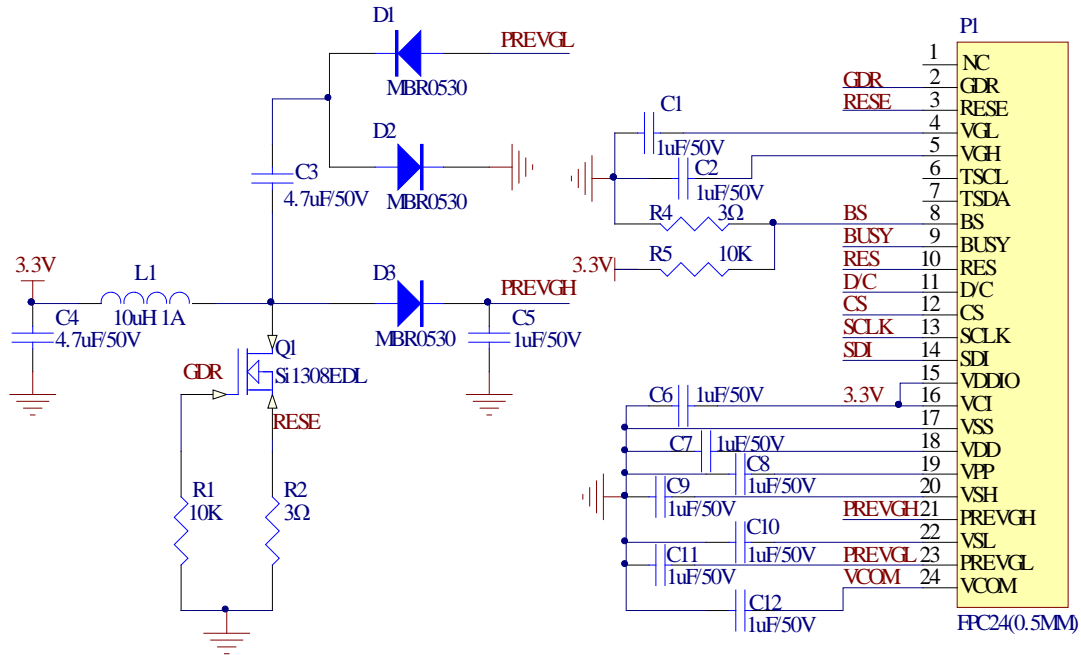 D1
PREVGL
MBR0530
D2
MBR0530
C3
4.7uF/50V
3.3V
L1
10uH 1A
C4
4.7uF/50V
D3
PREVGH
MBR0530
C5
1uF/50V
Q1
Si1308EDL
GDR
RESE
R1
10K
R2
3Ω
P1
1 NC
GDR 2 GDR
RESE 3 RESE
C1
1uF/50V
4 VGL
C2
1uF/50V
5 VGH
6 TSCL
7 TSDA
R4 3Ω BS 8 BS
BUSY 9 BUSY
R5 10K
3.3V
RES 10 RES
D/C 11 D/C
CS 12 CS
SCLK 13 SCLK
SDI 14 SDI
15 VDDIO
C6 1uF/50V 3.3V 16 VCI
17 VSS
C7 1uF/50V 18 VDD
C8
1uF/50V
19 VPP
C9
1uF/50V
20 VSH
PREVGH 21 PREVGH
C10
1uF/50V
22 VSL
C11
1uF/50V
PREVGL 23 PREVGL
VCOM 24 VCOM
C12
1uF/50V
FPC24(0.5MM)